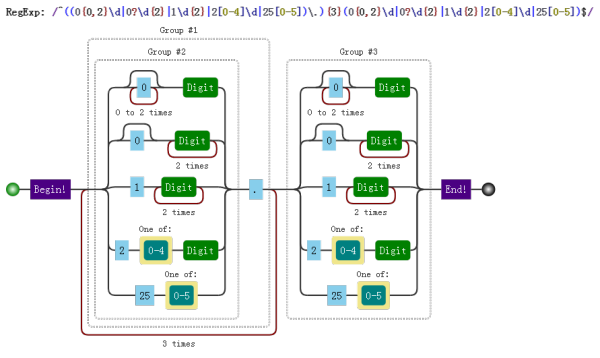 RegExp: /^((0{0,2}\d|0?\d{2}|1\d{2}|2[0-4]\d|25[0-5])\.){3}(0{0,2}\d|0?\d{2}|1\d{2}|2[0-4]\d|25[0-5])$/
Group #1
Group #2
Group #3
0 Digit
0 Digit
0 to 2 times
0 to 2 times
0 Digit
0 Digit
2 times
2 times
Begin!
1 Digit
.
1 Digit
End!
2 times
2 times
One of:
One of:
2 0-4 Digit
2 0-4 Digit
One of:
One of:
25 0-5
25 0-5
3 times